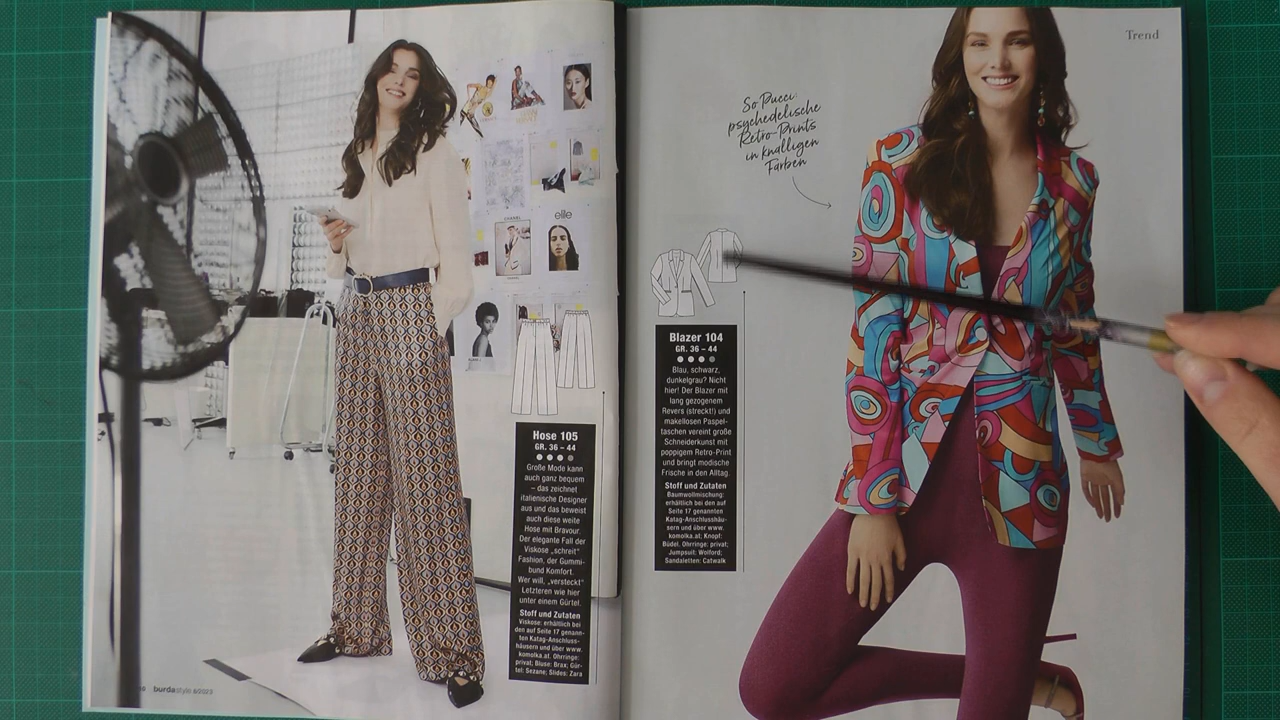 CHANEL
elle
CHANEL
Hose 105
GR. 36 – 44
Große Mode kann
auch ganz bequem
– das zeichnet
italienische Designer
aus und das beweist
auch diese weite
Hose mit Bravour.
Der elegante Fall der
Viskose „schreit“
Fashion, der Gummi-
bund Komfort.
Wer will, „versteckt“
Letzteren wie hier
unter einem Gürtel.
Stoff und Zutaten
Viskose: erhältlich bei
den auf Seite 17 genann-
ten Katag-Anschluss-
häusern und über www.
komolka.at. Ohrringe:
privat; Bluse: Brax; Gür-
tel: Sezane; Slides: Zara
burda style 6/2023
Trend
So Pucci:
psychedelische
Retro-Prints
in knalligen
Farben
Blazer 104
GR. 36 – 44
Blau, schwarz,
dunkelgrau? Nicht
hier! Der Blazer mit
lang gezogenem
Revers (streckt!) und
makellosen Paspel-
taschen vereint große
Schneiderkunst mit
poppigem Retro-Print
und bringt modische
Frische in den Alltag.
Stoff und Zutaten
Baumwollmischung:
erhältlich bei den auf
Seite 17 genannten
Katag-Anschlusshäu-
sern und über www.
komolka.at; Knopf:
Büdel. Ohrringe: privat;
Jumpsuit: Wolford;
Sandaletten: Catwalk